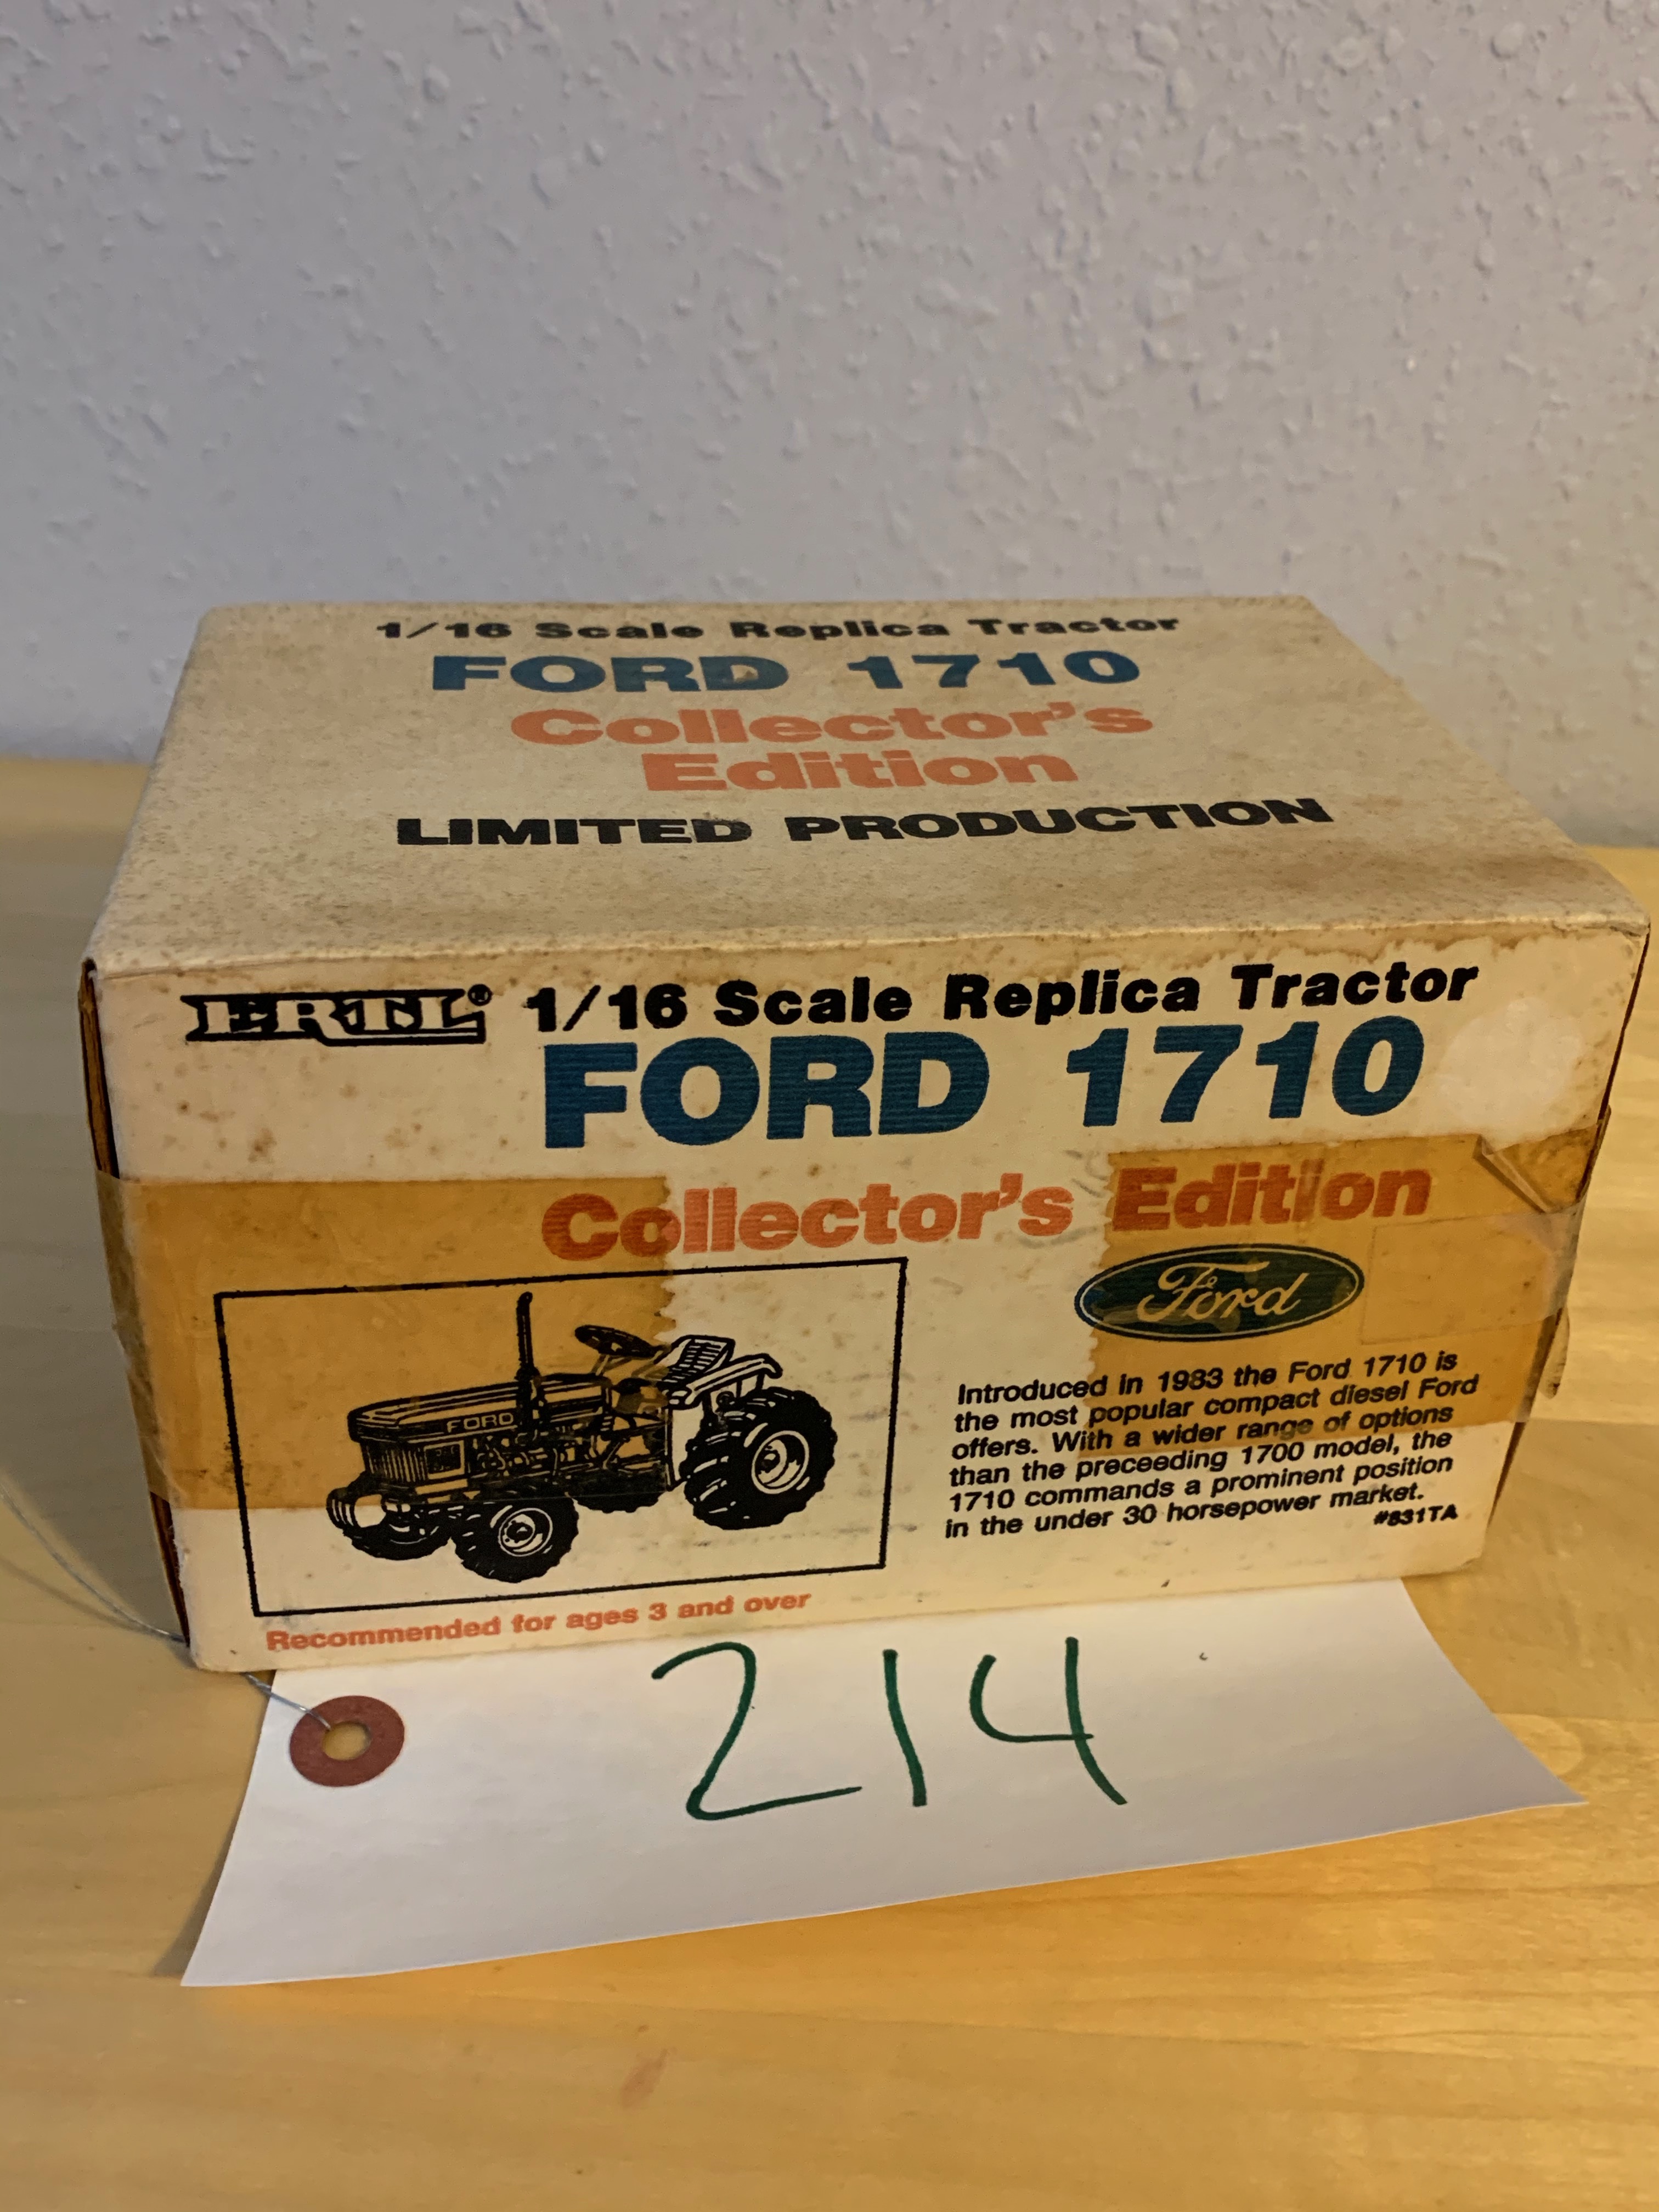 1/16 Scale Replica Tractor
FORD 1710
Collector's
Edition
LIMITED PRODUCTION
ERTL® 1/16 Scale Replica Tractor
FORD 1710
Collector's Edition
Ford
FORD
Introduced in 1983 the Ford 1710 is
the most popular compact diesel Ford
offers. With a wider range of options
than the preceeding 1700 model, the
1710 commands a prominent position
in the under 30 horsepower market.
#831TA
Recommended for ages 3 and over
214